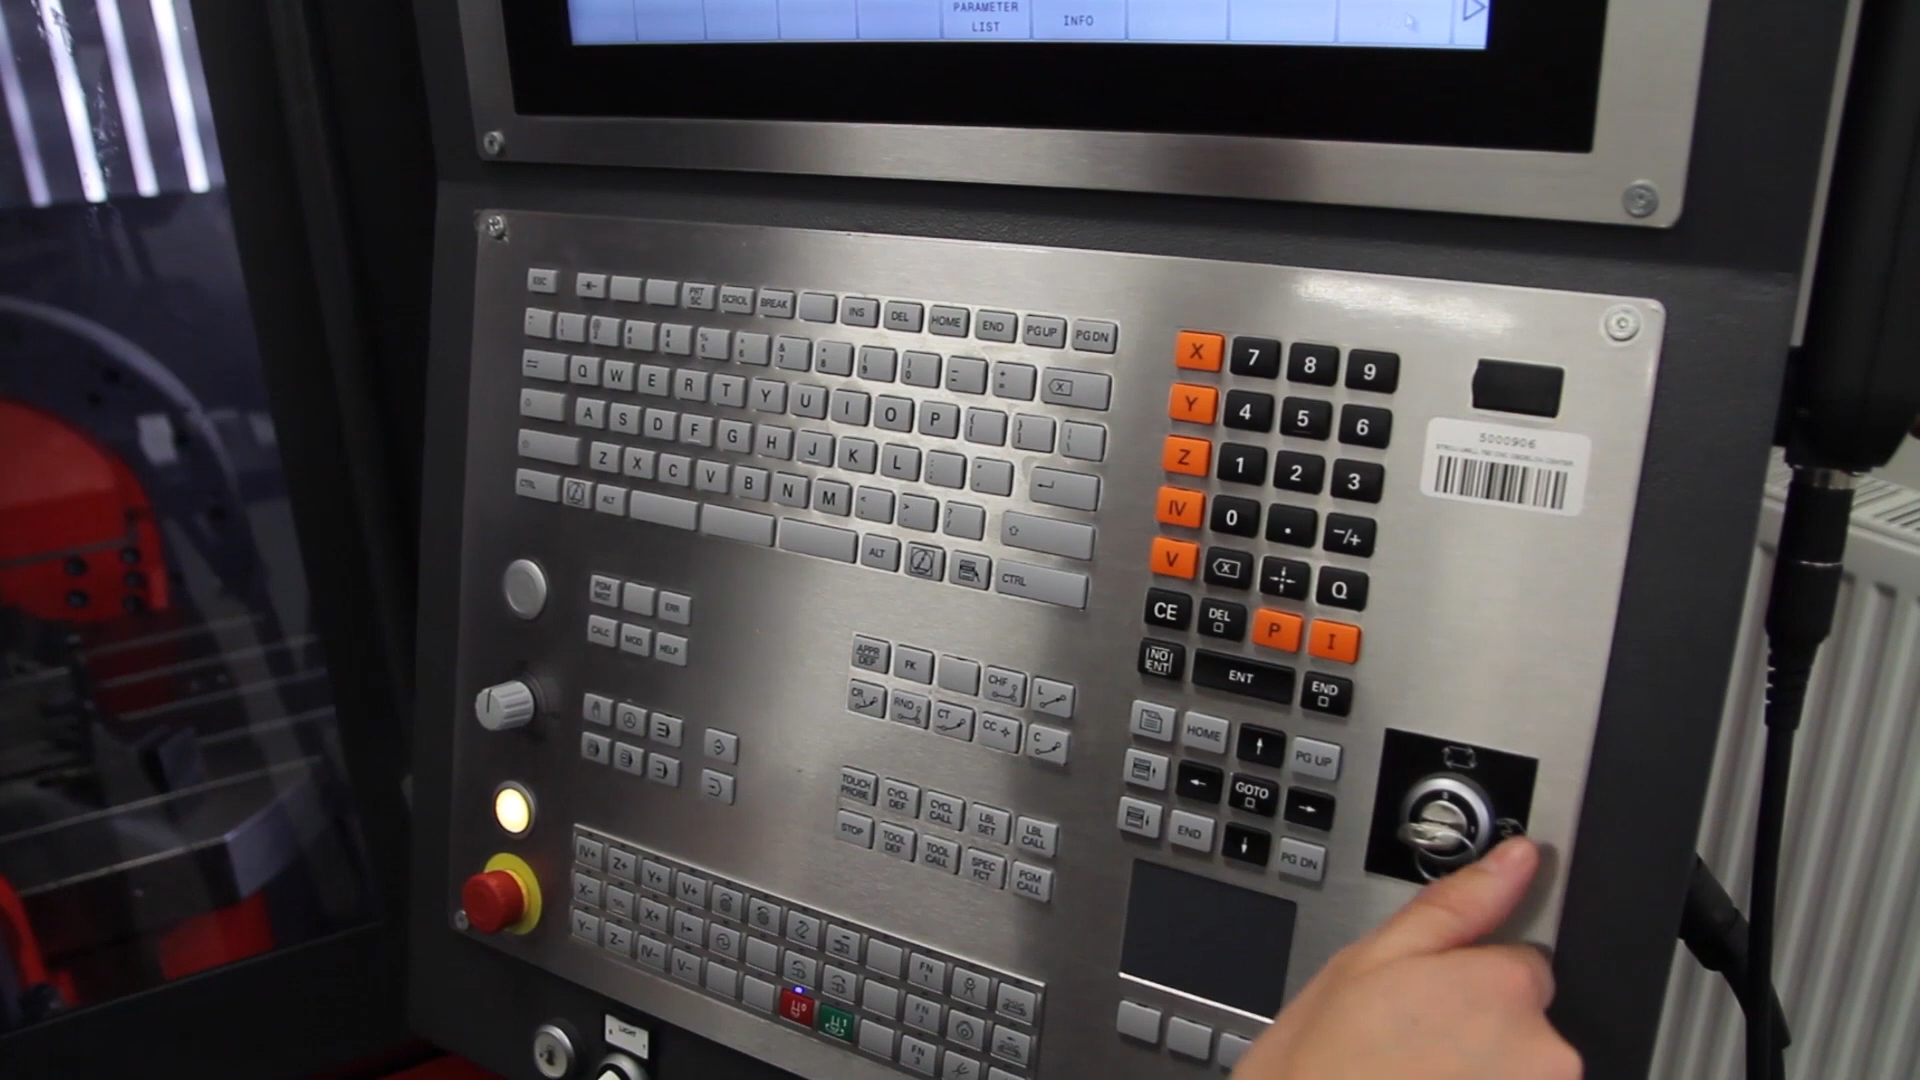 PARAMETER
LIST
INFO
ESC
PRT
SC
SCROLL
BREAK
INS
DEL
HOME
END
PG UP
PG DN
Q W E R T Y U I O P
A S D F G H J K L
Z X C V B N M
CTRL
ALT
ALT
CTRL
X 7 8 9
Y 4 5 6
Z 1 2 3
IV 0 . -/+
V Q
CE DEL P I
NO
ENT
ENT
END
5000906
PGM
MGT
ERR
CALC MOD HELP
APPR
DEP
FK
CHF
L
CR
RND
CT
CC
C
HOME
PG UP
GOTO
END
PG DN
TOUCH
PROBE
CYCL
DEF
CYCL
CALL
LBL
SET
LBL
CALL
STOP
TOOL
DEF
TOOL
CALL
SPEC
FCT
PGM
CALL
IV+ Z+ Y+ V+
X- X+
Y- Z- IV- V-
FN
1
FN
2
FN
3
LIGHT